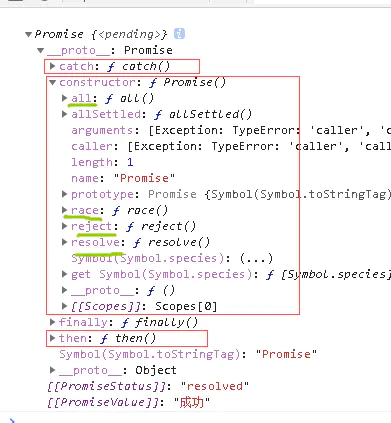 ▼Promise {<pending>} i
▼__proto__: Promise
▶catch: ƒ catch()
▼constructor: ƒ Promise()
▶all: ƒ all()
▶allSettled: ƒ allSettled()
arguments: [Exception: TypeError: 'caller', 'c
caller: [Exception: TypeError: 'caller', 'call
length: 1
name: "Promise"
▶prototype: Promise {Symbol(Symbol.toStringTag)
▶race: ƒ race()
▶reject: ƒ reject()
▶resolve: ƒ resolve()
Symbol(Symbol.species): (...)
▶get Symbol(Symbol.species): ƒ [Symbol.species]
▶__proto__: ƒ ()
▶[[Scopes]]: Scopes[0]
▶finally: ƒ finally()
▶then: ƒ then()
Symbol(Symbol.toStringTag): "Promise"
▶__proto__: Object
[[PromiseStatus]]: "resolved"
[[PromiseValue]]: "成功"
>